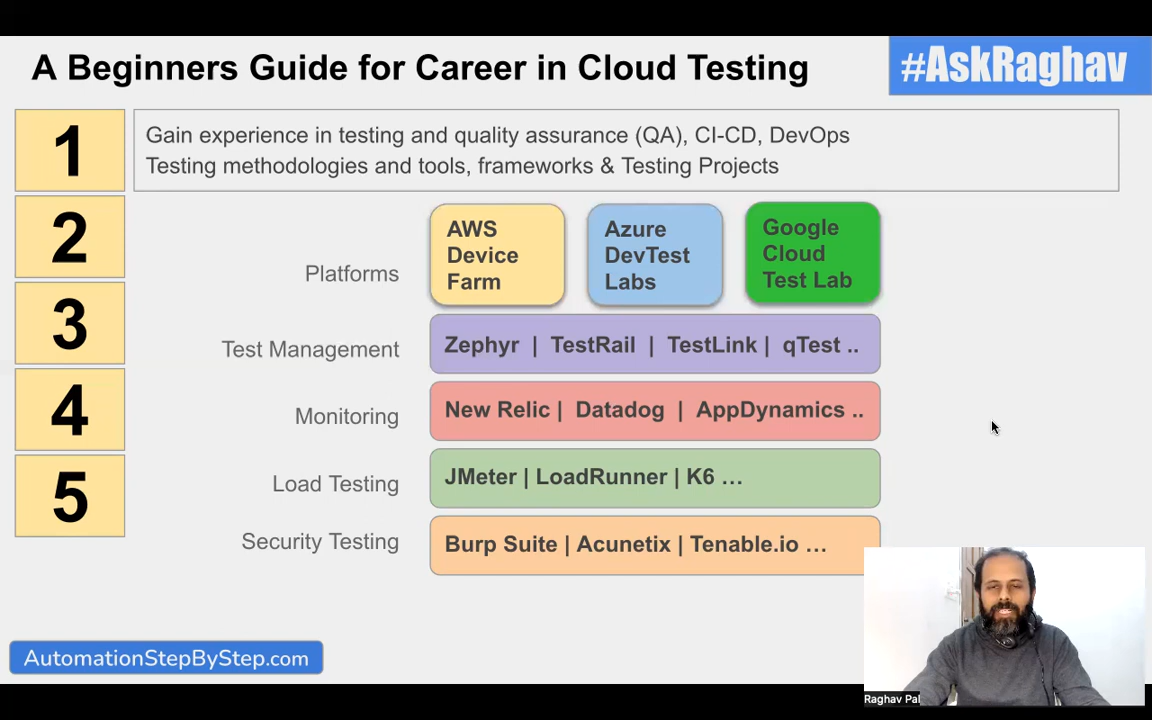 A Beginners Guide for Career in Cloud Testing
#AskRaghav
1
Gain experience in testing and quality assurance (QA), CI-CD, DevOps
Testing methodologies and tools, frameworks & Testing Projects
2
Platforms
AWS
Device
Farm
Azure
DevTest
Labs
Google
Cloud
Test Lab
3
Test Management
Zephyr | TestRail | TestLink | qTest ..
4
Monitoring
New Relic | Datadog | AppDynamics ..
5
Load Testing
JMeter | LoadRunner | K6 ...
Security Testing
Burp Suite | Acunetix | Tenable.io ...
AutomationStepByStep.com
Raghav Pal